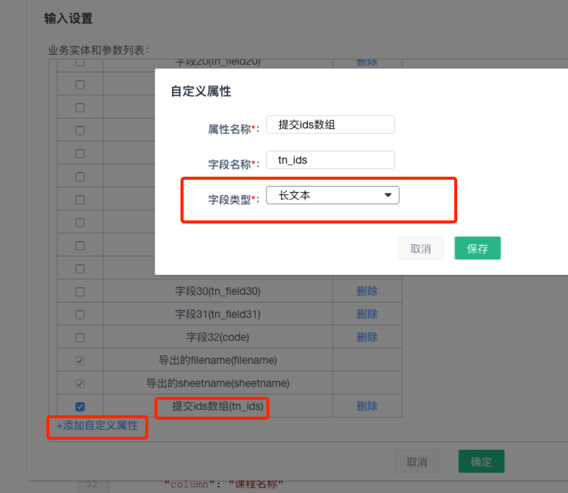 输入设置
业务实体和参数列表:
字段20(tn_field20) 删除
自定义属性
属性名称*: 提交ids数组
字段名称*: tn_ids
字段类型*: 长文本
取消 保存
字段30(tn_field30) 删除
字段31(tn_field31) 删除
字段32(code) 删除
导出的filename(filename)
导出的sheetname(sheetname)
提交ids数组(tn_ids) 删除
+添加自定义属性
取消 确定
32 "column": "课程名称"